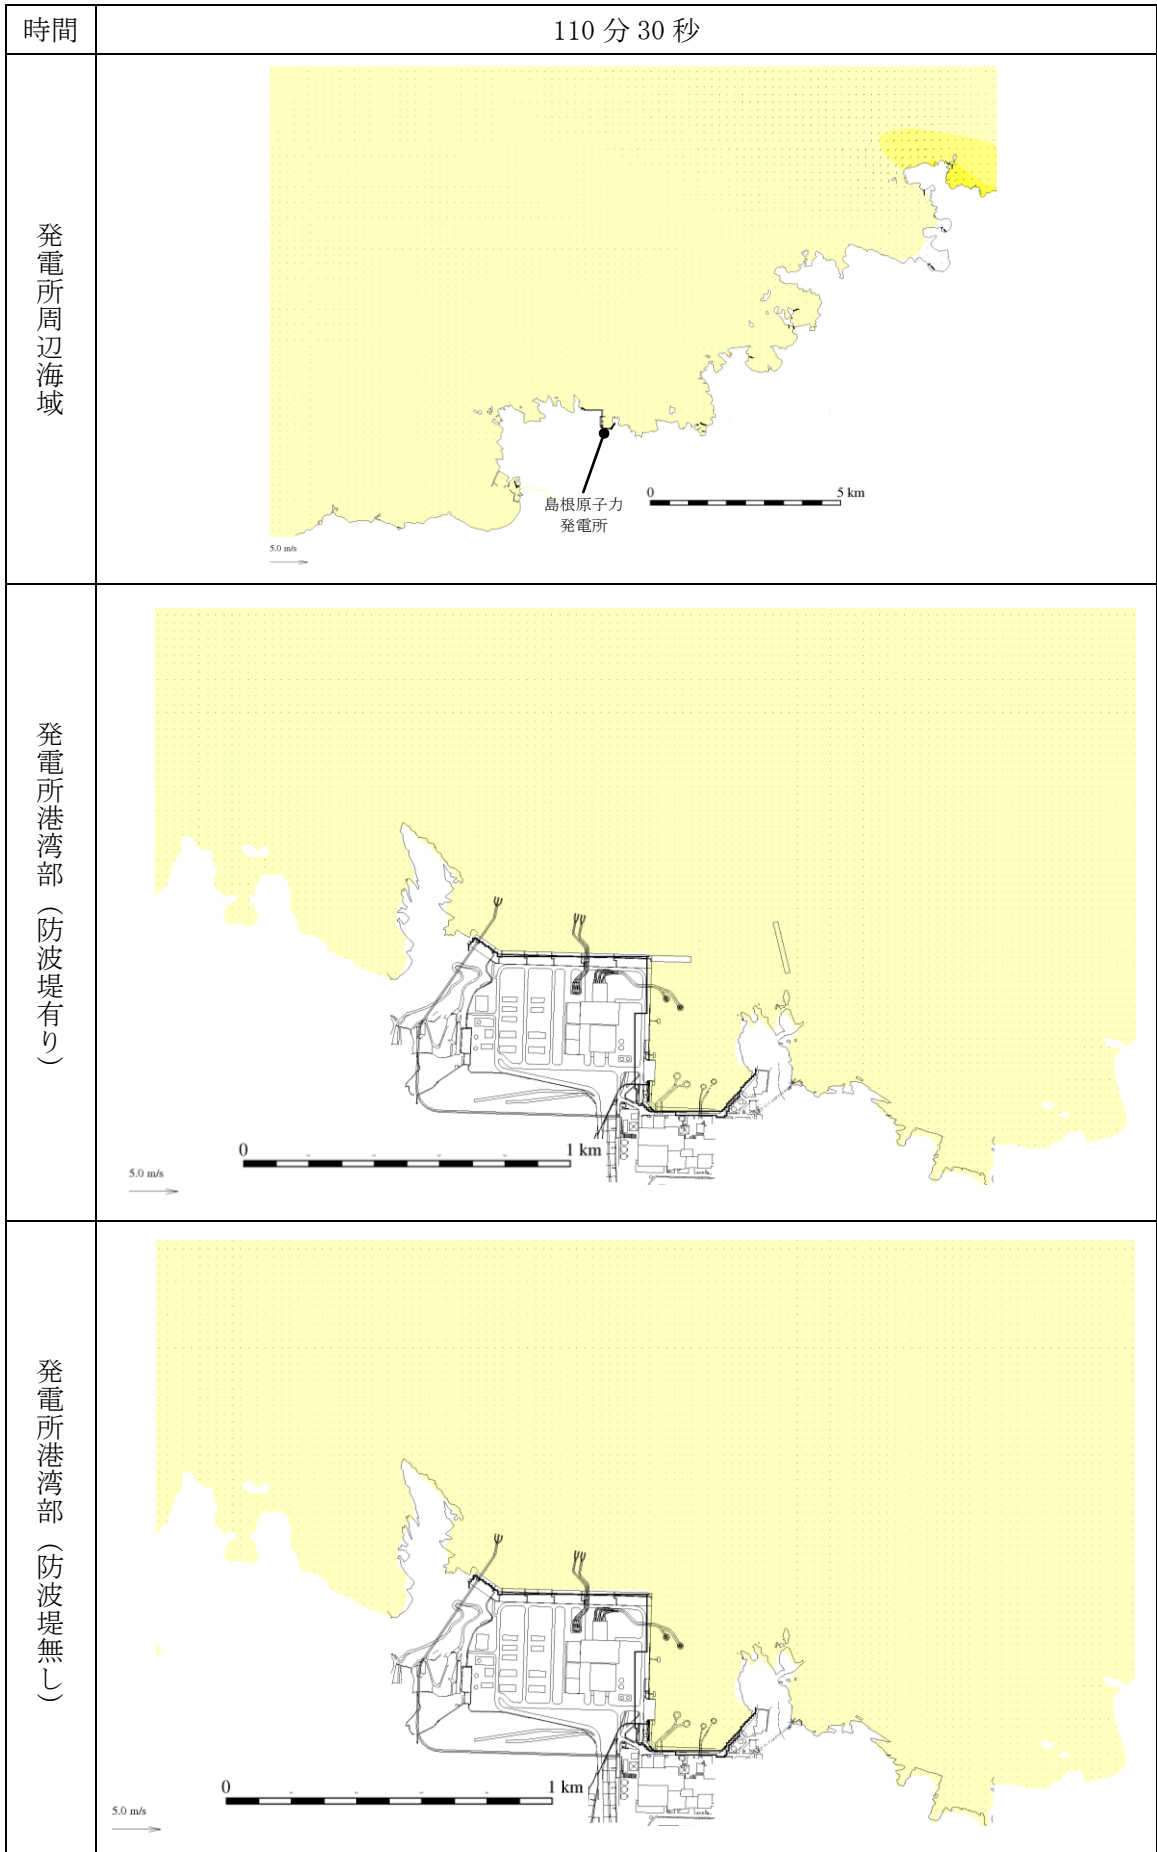 時間
110 分 30 秒
発電所周辺海域
島根原子力
発電所
0
5 km
5.0 m/s
発電所港湾部（防波堤有り）
0
1 km
5.0 m/s
発電所港湾部（防波堤無し）
0
1 km
5.0 m/s